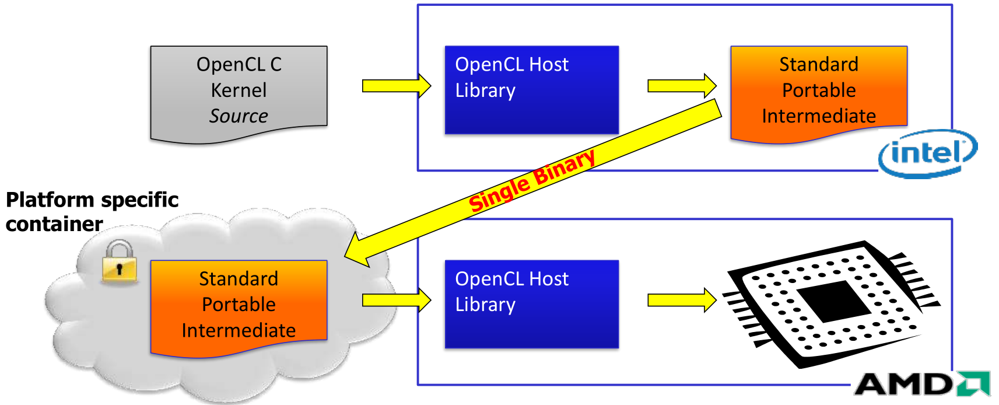 OpenCL C
Kernel
Source
OpenCL Host
Library
Standard
Portable
Intermediate
intel
Single Binary
Platform specific
container
Standard
Portable
Intermediate
OpenCL Host
Library
AMD